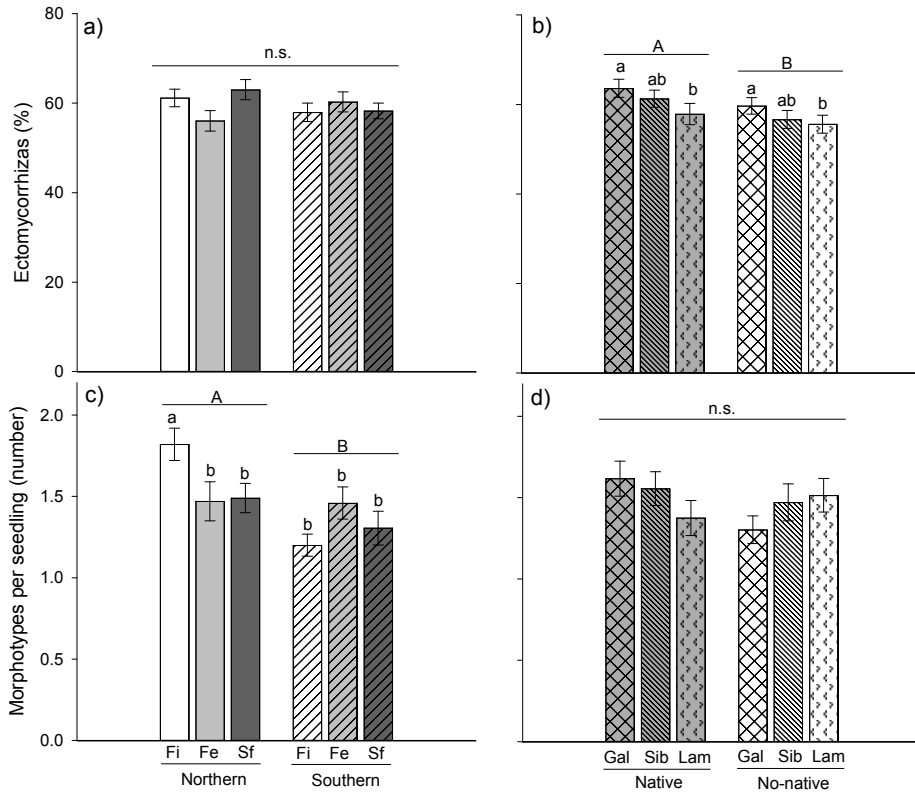 a)
n.s.
b)
A
B
a ab b
a ab b
80
60
40
20
0
Ectomycorrhizas (%)
c)
A
a
b b
B
b b b
d)
n.s.
2.0
1.5
1.0
0.5
0.0
Morphotypes per seedling (number)
Fi Fe Sf
Northern
Fi Fe Sf
Southern
Gal Sib Lam
Native
Gal Sib Lam
No-native